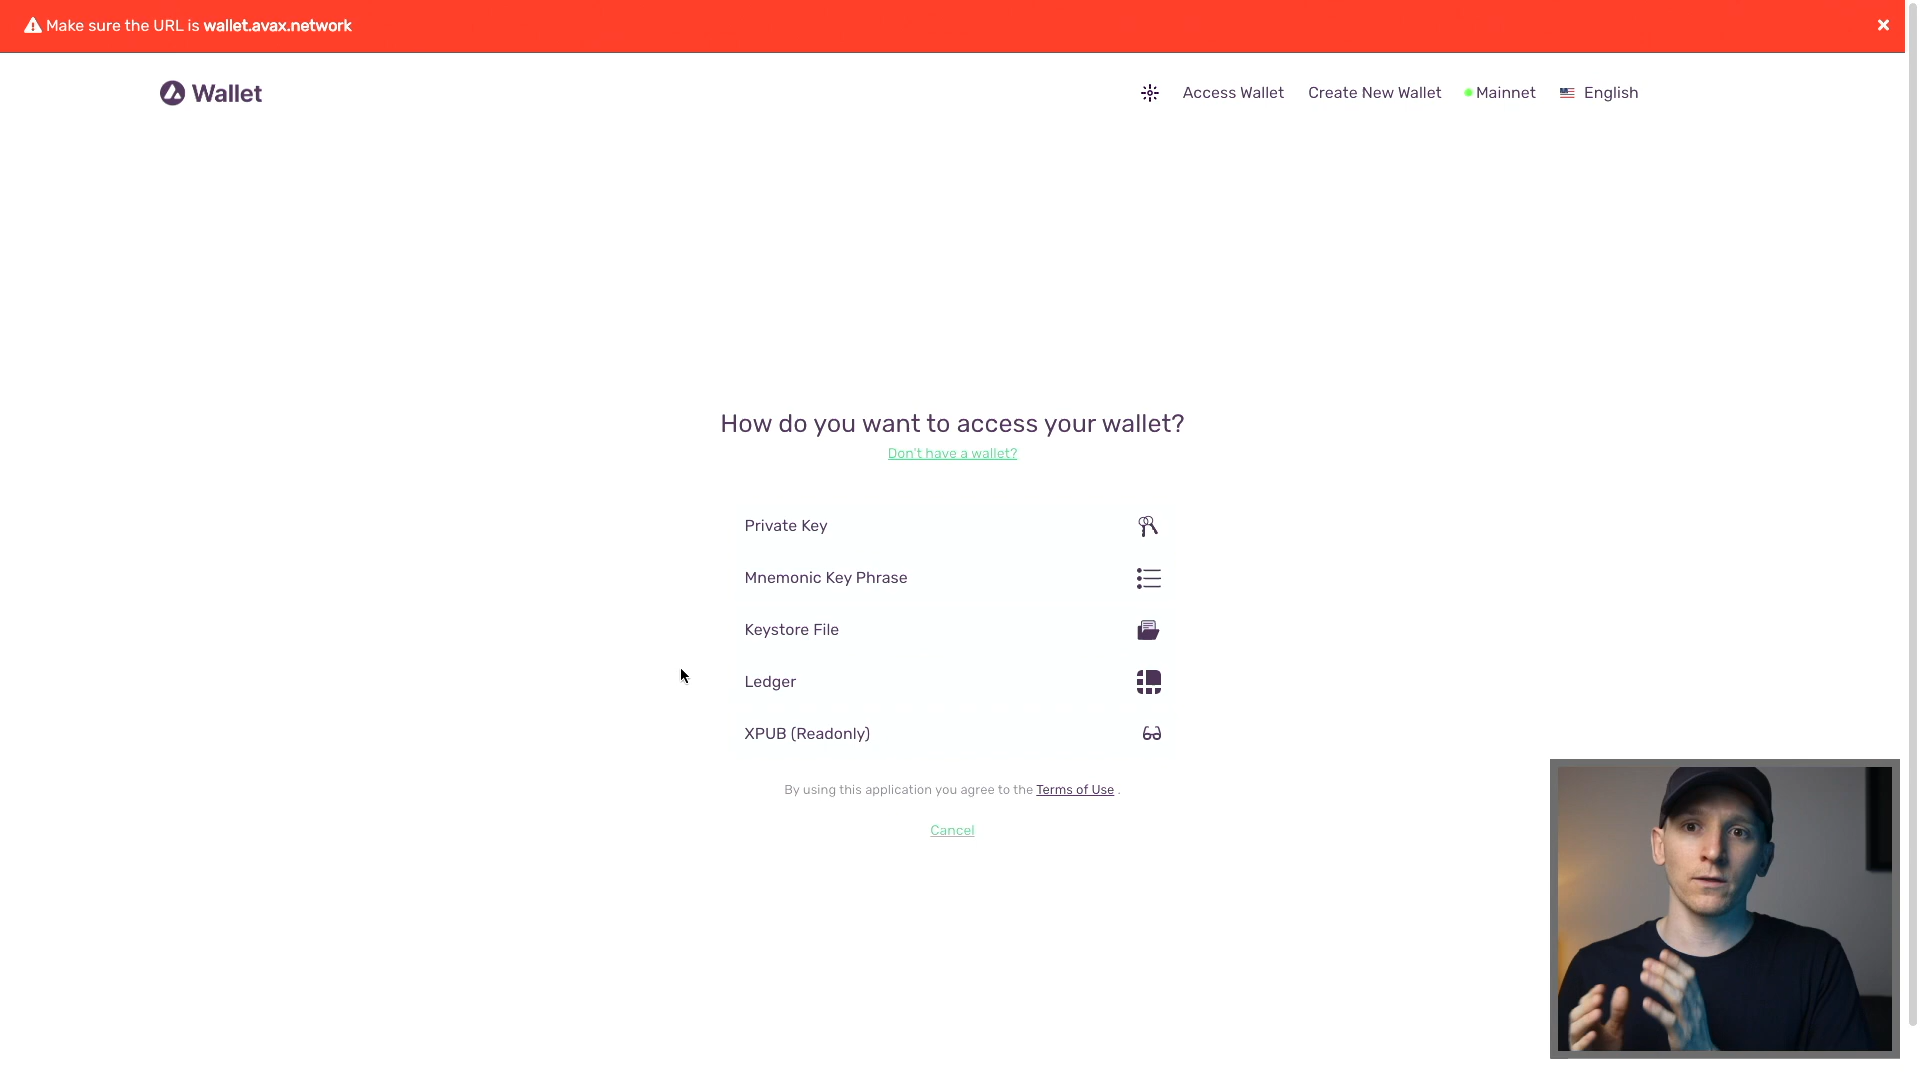 Make sure the URL is wallet.avax.network
Wallet
Access Wallet
Create New Wallet
Mainnet
English
How do you want to access your wallet?
Don't have a wallet?
Private Key
Mnemonic Key Phrase
Keystore File
Ledger
XPUB (Readonly)
By using this application you agree to the Terms of Use .
Cancel